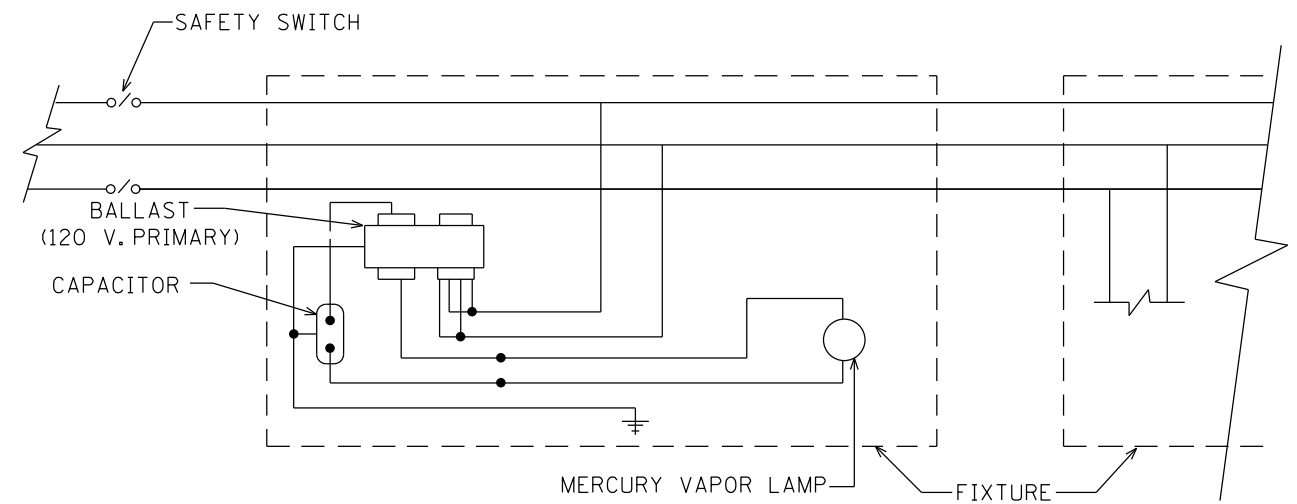 SAFETY SWITCH
BALLAST
(120 V. PRIMARY)
CAPACITOR
MERCURY VAPOR LAMP
FIXTURE